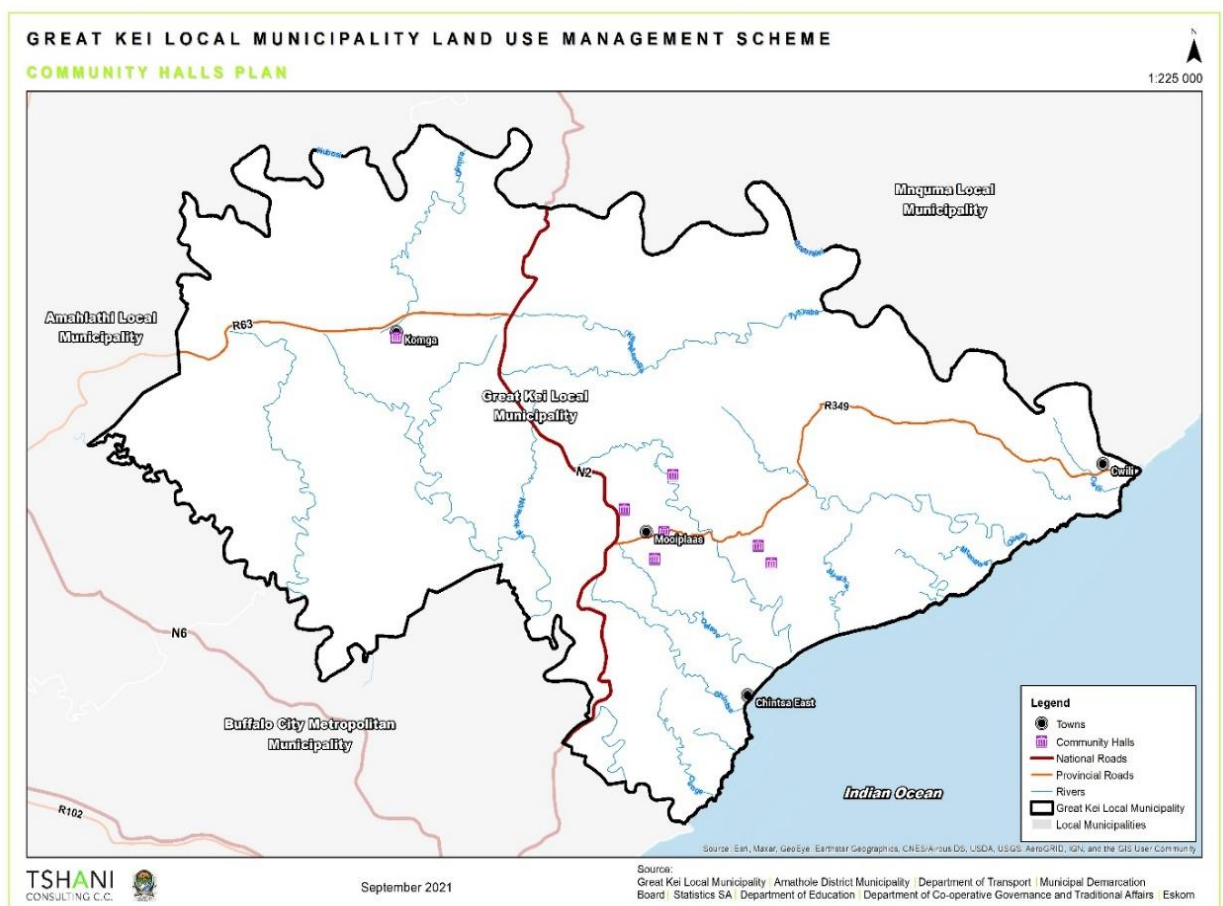 GREAT KEI LOCAL MUNICIPALITY LAND USE MANAGEMENT SCHEME
COMMUNITY HALLS PLAN
N
1:225 000
Mnquma Local
Municipality
Amahlathi Local
Municipality
R63
Komga
Great Kei Local
Municipality
R349
N2
Cwili
Mooiplaas
N6
Chintsa East
Buffalo City Metropolitan
Municipality
Indian Ocean
R102
Legend
Towns
Community Halls
National Roads
Provincial Roads
Rivers
Great Kei Local Municipality
Local Municipalities
Source: Esri, Maxar, GeoEye, Earthstar Geographics, CNES/Airbus DS, USDA, USGS, AeroGRID, IGN, and the GIS User Community
TSHANI
CONSULTING C.C.
September 2021
Source:
Great Kei Local Municipality | Amathole District Municipality | Department of Transport | Municipal Demarcation
Board | Statistics SA | Department of Education | Department of Co-operative Governance and Traditional Affairs | Eskom